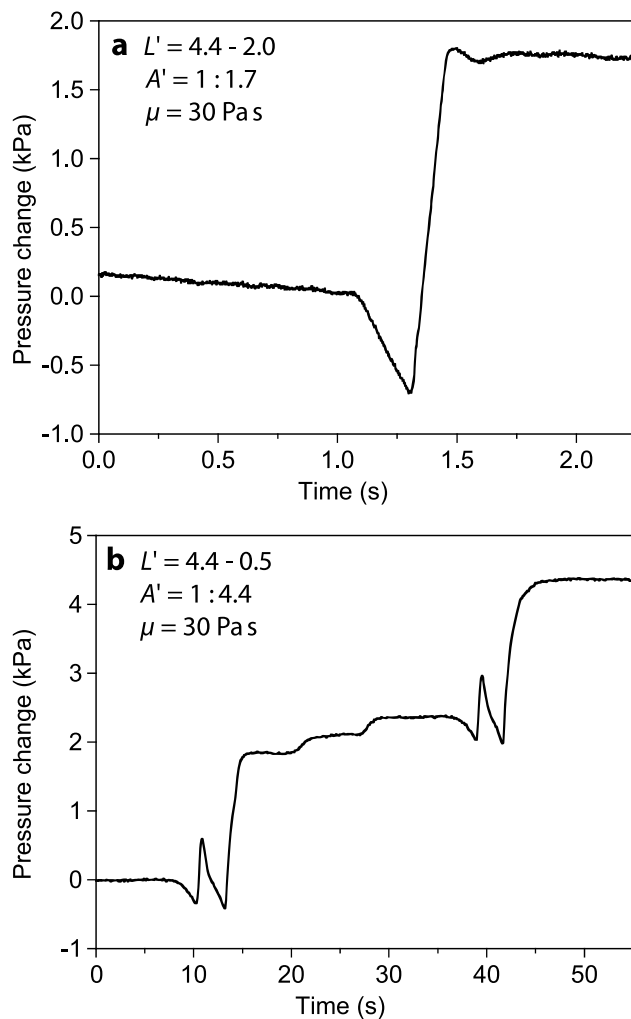 a L' = 4.4 - 2.0
A' = 1 : 1.7
μ = 30 Pa s
Pressure change (kPa)
2.0
1.5
1.0
0.5
0.0
-0.5
-1.0
0.0 0.5 1.0 1.5 2.0
Time (s)
b L' = 4.4 - 0.5
A' = 1 : 4.4
μ = 30 Pa s
Pressure change (kPa)
5
4
3
2
1
0
-1
0 10 20 30 40 50
Time (s)